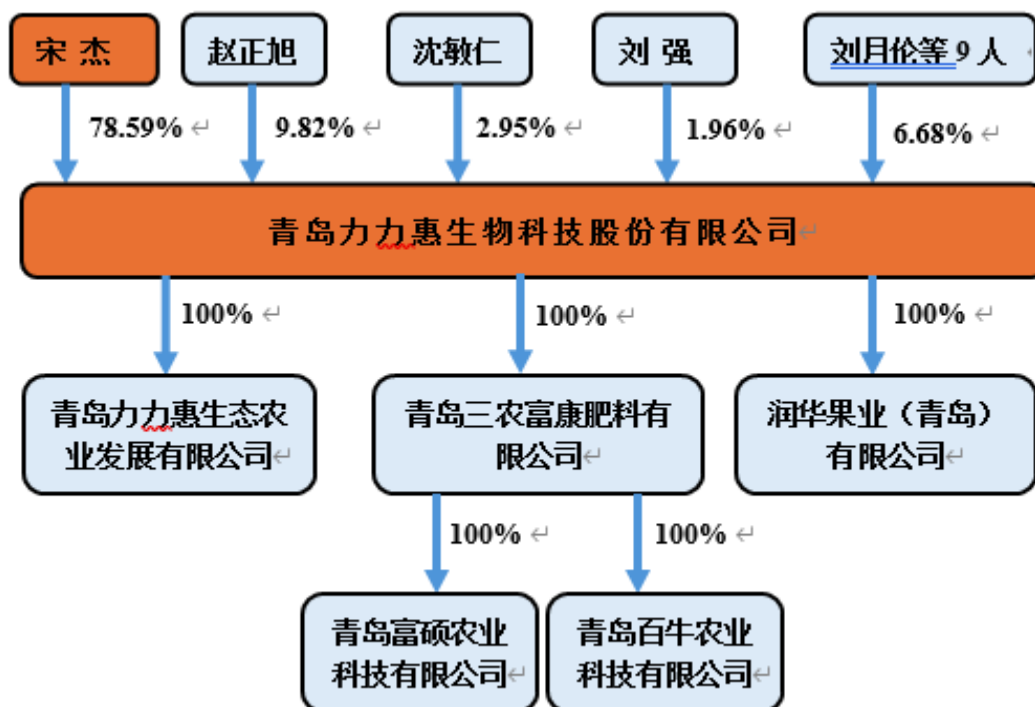 宋 杰
赵正旭
沈敏仁
刘 强
刘月伦等 9 人
78.59%
9.82%
2.95%
1.96%
6.68%
青岛力力惠生物科技股份有限公司
100%
100%
100%
青岛力力惠生态农
业发展有限公司
青岛三农富康肥料有
限公司
润华果业（青岛）
有限公司
100%
100%
青岛富硕农业
科技有限公司
青岛百牛农业
科技有限公司